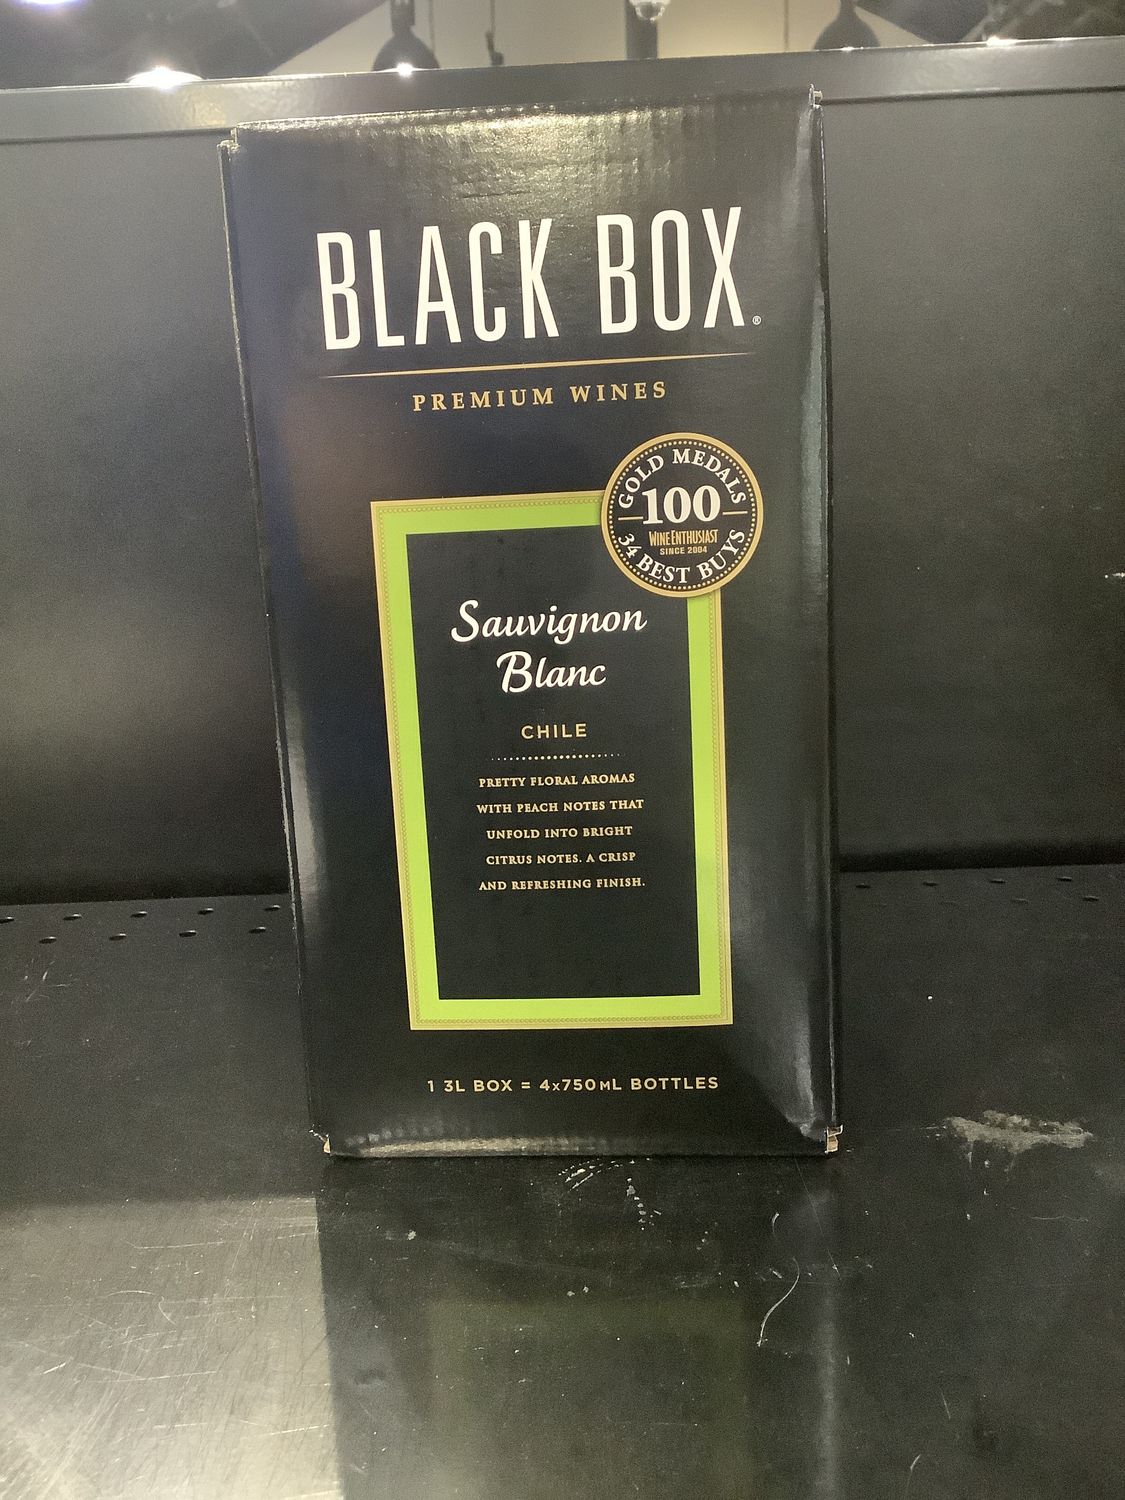 BLACK BOX®
PREMIUM WINES
GOLD MEDALS
100
WINE ENTHUSIAST
SINCE 2004
34 BEST BUYS
Sauvignon
Blanc
CHILE
PRETTY FLORAL AROMAS
WITH PEACH NOTES THAT
UNFOLD INTO BRIGHT
CITRUS NOTES. A CRISP
AND REFRESHING FINISH.
1 3L BOX = 4x750ML BOTTLES